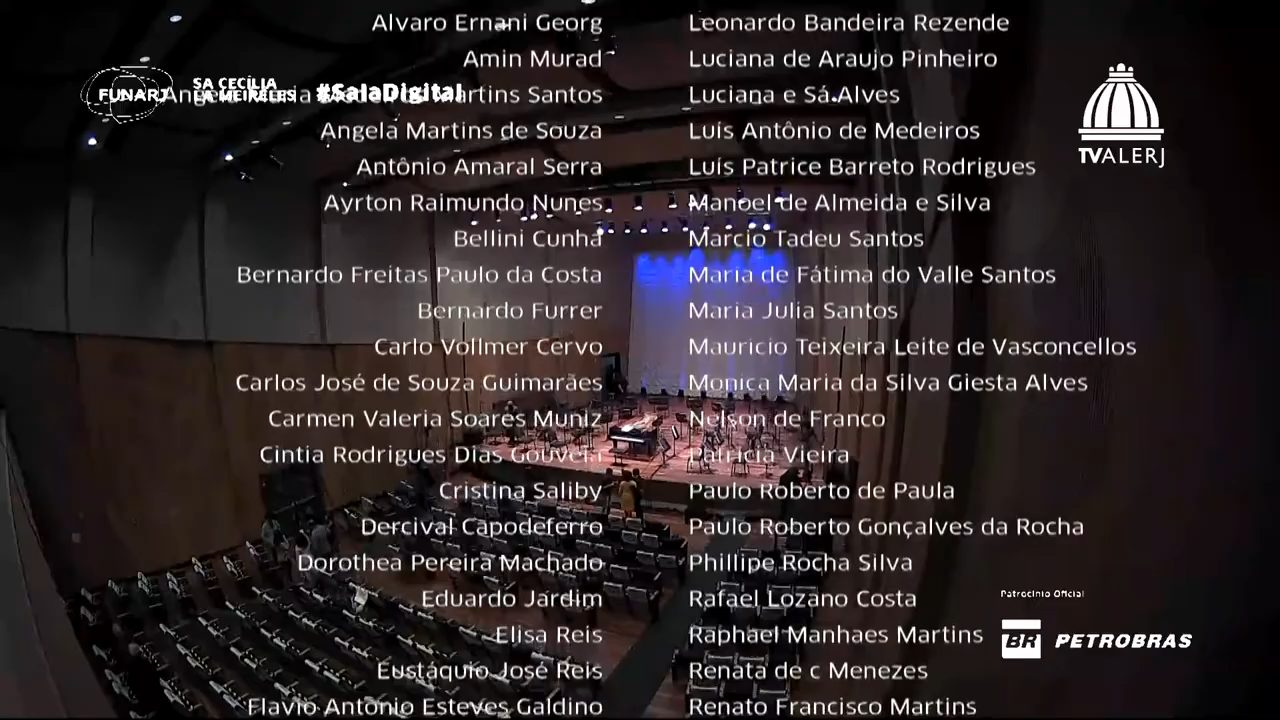 Alvaro Ernani Georg
Amin Murad
Martins Santos
Angela Martins de Souza
Antônio Amaral Serra
Ayrton Raimundo Nunes
Bellini Cunha
Bernardo Freitas Paulo da Costa
Bernardo Furrer
Carlo Vollmer Cervo
Carlos José de Souza Guimarães
Carmen Valeria Soares Muniz
Cintia Rodrigues Dias Gouveia
Cristina Saliby
Dercival Capodeferro
Dorothea Pereira Machado
Eduardo Jardim
Elisa Reis
Eustáquio José Reis
Flavio Antonio Esteves Galdino
Leonardo Bandeira Rezende
Luciana de Araujo Pinheiro
Luciana e Sá Alves
Luís Antônio de Medeiros
Luís Patrice Barreto Rodrigues
Manoel de Almeida e Silva
Marcio Tadeu Santos
Maria de Fátima do Valle Santos
Maria Julia Santos
Mauricio Teixeira Leite de Vasconcellos
Monica Maria da Silva Giesta Alves
Nelson de Franco
Patricia Vieira
Paulo Roberto de Paula
Paulo Roberto Gonçalves da Rocha
Phillipe Rocha Silva
Rafael Lozano Costa
Raphael Manhaes Martins
Renata de c Menezes
Renato Francisco Martins
FUNARJ
SA CECÍLIA
MEIRELES
#SalaDigital
TVALERJ
Patrocínio Oficial
BR PETROBRAS